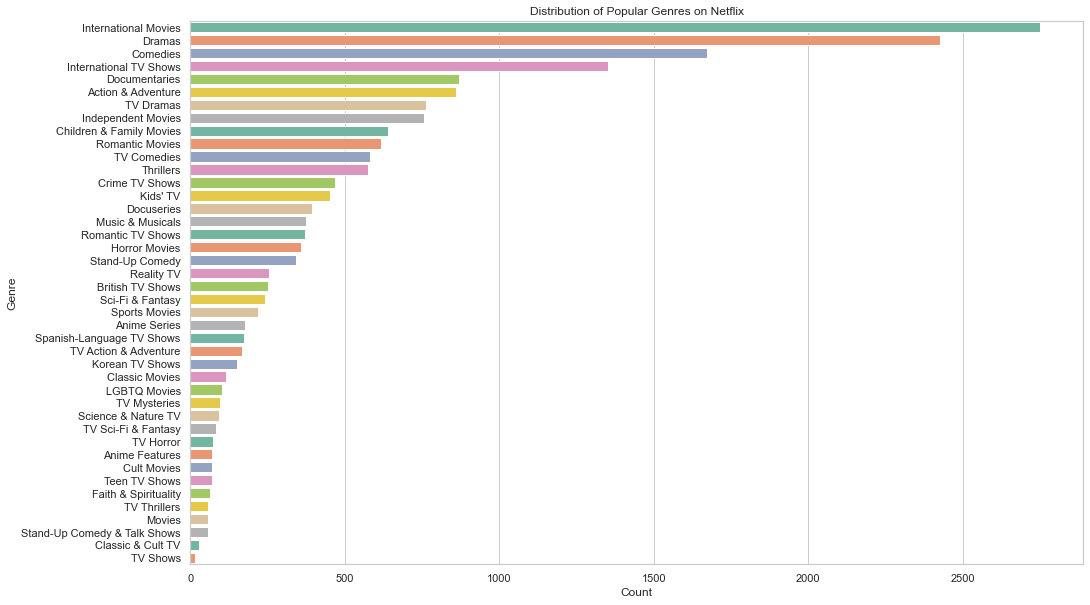 Distribution of Popular Genres on Netflix
International Movies
Dramas
Comedies
International TV Shows
Documentaries
Action & Adventure
TV Dramas
Independent Movies
Children & Family Movies
Romantic Movies
TV Comedies
Thrillers
Crime TV Shows
Kids' TV
Docuseries
Music & Musicals
Romantic TV Shows
Horror Movies
Stand-Up Comedy
Reality TV
British TV Shows
Sci-Fi & Fantasy
Sports Movies
Anime Series
Spanish-Language TV Shows
TV Action & Adventure
Korean TV Shows
Classic Movies
LGBTQ Movies
TV Mysteries
Science & Nature TV
TV Sci-Fi & Fantasy
TV Horror
Anime Features
Cult Movies
Teen TV Shows
Faith & Spirituality
TV Thrillers
Movies
Stand-Up Comedy & Talk Shows
Classic & Cult TV
TV Shows
Genre
0 500 1000 1500 2000 2500
Count